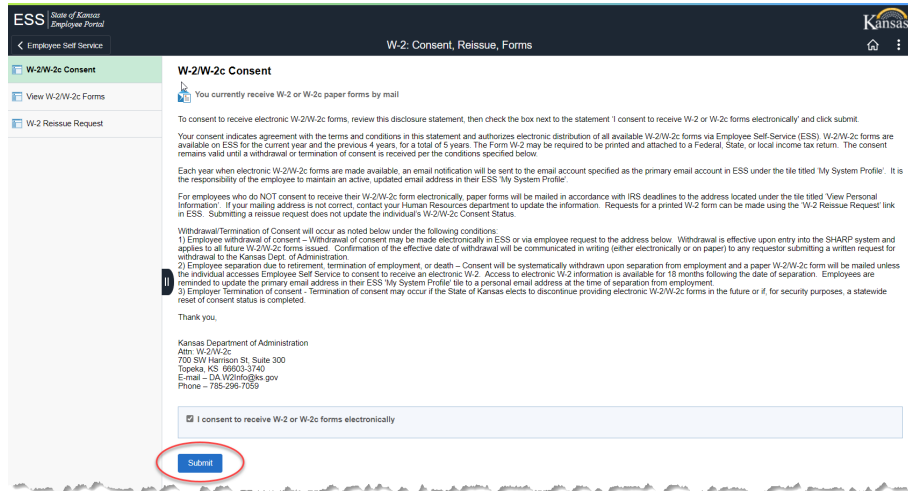 ESS State of Kansas
Employee Portal
Kansas
Employee Self Service
W-2: Consent, Reissue, Forms
W-2/W-2c Consent
View W-2/W-2c Forms
W-2 Reissue Request
W-2/W-2c Consent
You currently receive W-2 or W-2c paper forms by mail
To consent to receive electronic W-2/W-2c forms, review this disclosure statement, then check the box next to the statement 'I consent to receive W-2 or W-2c forms electronically' and click submit.
Your consent indicates agreement with the terms and conditions in this statement and authorizes electronic distribution of all available W-2/W-2c forms via Employee Self-Service (ESS). W-2/W-2c forms are
available on ESS for the current year and the previous 4 years, for a total of 5 years. The Form W-2 may be required to be printed and attached to a Federal, State, or local income tax return. The consent
remains valid until a withdrawal or termination of consent is received per the conditions specified below.
Each year when electronic W-2/W-2c forms are made available, an email notification will be sent to the email account specified as the primary email account in ESS under the tile titled 'My System Profile'. It is
the responsibility of the employee to maintain an active, updated email address in their ESS 'My System Profile'.
For employees who do NOT consent to receive their W-2/W-2c form electronically, paper forms will be mailed in accordance with IRS deadlines to the address located under the tile titled 'View Personal
Information'. If your mailing address is not correct, contact your Human Resources department to update the information. Requests for a printed W-2 form can be made using the 'W-2 Reissue Request' link
in ESS. Submitting a reissue request does not update the individual's W-2/W-2c Consent Status.
Withdrawal/Termination of Consent will occur as noted below under the following conditions:
1) Employee withdrawal of consent – Withdrawal of consent may be made electronically in ESS or via employee request to the address below. Withdrawal is effective upon entry into the SHARP system and
applies to all future W-2/W-2c forms issued. Confirmation of the effective date of withdrawal will be communicated in writing (either electronically or on paper) to any requestor submitting a written request for
withdrawal to the Kansas Dept. of Administration.
2) Employee separation due to retirement, termination of employment, or death – Consent will be systematically withdrawn upon separation from employment and a paper W-2/W-2c form will be mailed unless
the individual accesses Employee Self Service to consent to receive an electronic W-2. Access to electronic W-2 information is available for 18 months following the date of separation. Employees are
reminded to update the primary email address in their ESS 'My System Profile' tile to a personal email address at the time of separation from employment.
3) Employer Termination of consent - Termination of consent may occur if the State of Kansas elects to discontinue providing electronic W-2/W-2c forms in the future or if, for security purposes, a statewide
reset of consent status is completed.
Thank you,
Kansas Department of Administration
Attn: W-2/W-2c
700 SW Harrison St, Suite 300
Topeka, KS 66603-3740
E-mail – DA.W2Info@ks.gov
Phone – 785-296-7059
I consent to receive W-2 or W-2c forms electronically
Submit